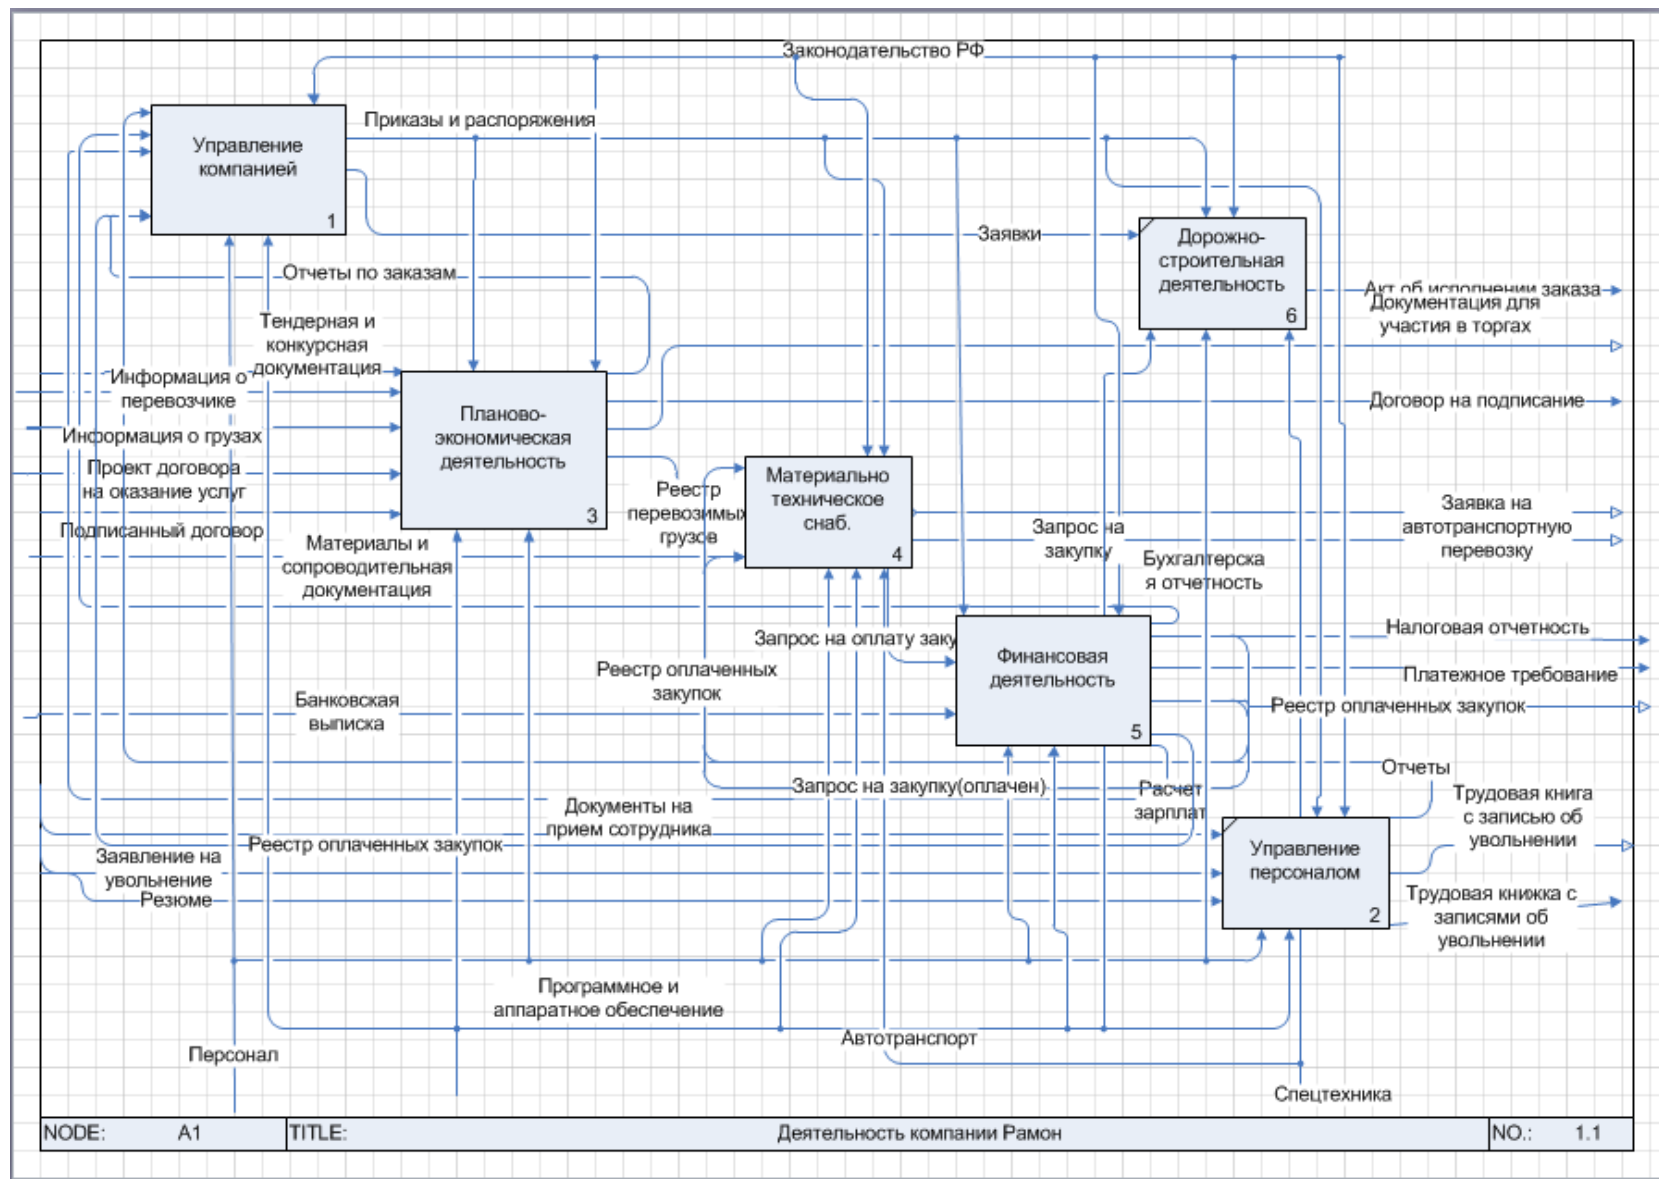 Законодательство РФ
Приказы и распоряжения
Управление
компанией
1
Заявки
Дорожно-
строительная
деятельность
6
Отчеты по заказам
Акт об исполнении заказа
Документация для
участия в торгах
Тендерная и
конкурсная
документация
Информация о
перевозчике
Договор на подписание
Планово-
экономическая
деятельность
3
Информация о грузах
Проект договора
на оказание услуг
Материально
техническое
снаб.
4
Реестр
перевозимых
грузов
Заявка на
автотранспортную
перевозку
Запрос на
закупку
Подписанный договор
Материалы и
сопроводительная
документация
Бухгалтерска
я отчетность
Запрос на оплату заку
Налоговая отчетность
Финансовая
деятельность
5
Реестр оплаченных
закупок
Платежное требование
Банковская
выписка
Реестр оплаченных закупок
Отчеты
Запрос на закупку(оплачен)
Расчет
зарплат
Трудовая книга
с записью об
увольнении
Документы на
прием сотрудника
Реестр оплаченных закупок
Заявление на
увольнение
Резюме
Управление
персоналом
2
Трудовая книжка с
записями об
увольнении
Программное и
аппаратное обеспечение
Автотранспорт
Персонал
Спецтехника
NODE: A1 TITLE: Деятельность компании Рамон NO.: 1.1